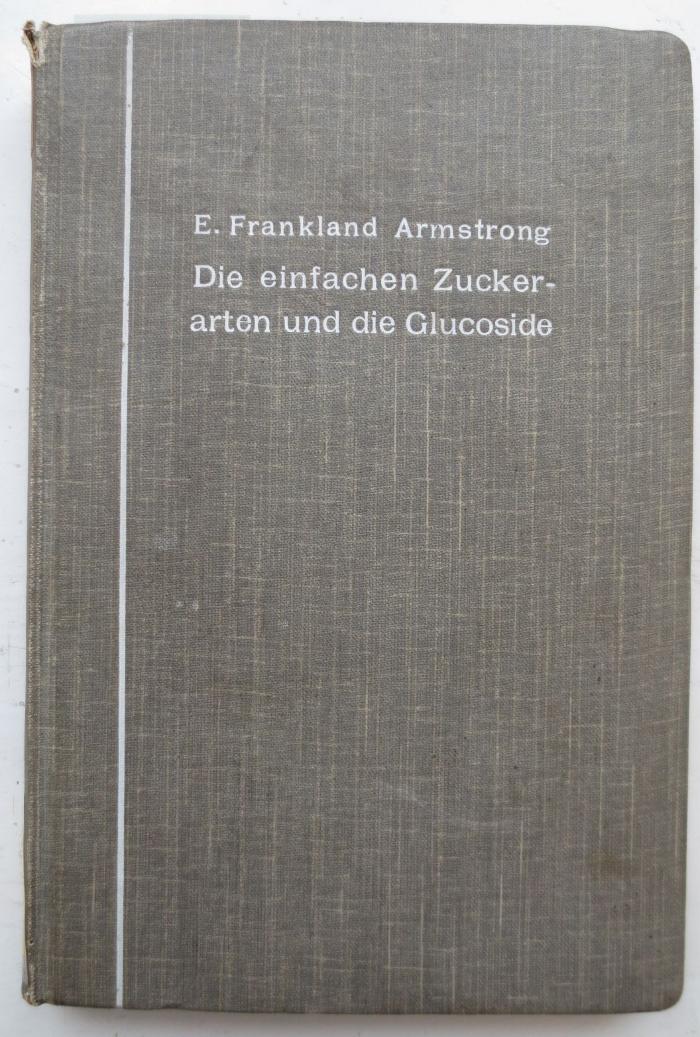 E. Frankland Armstrong
Die einfachen Zucker-
arten und die Glucoside